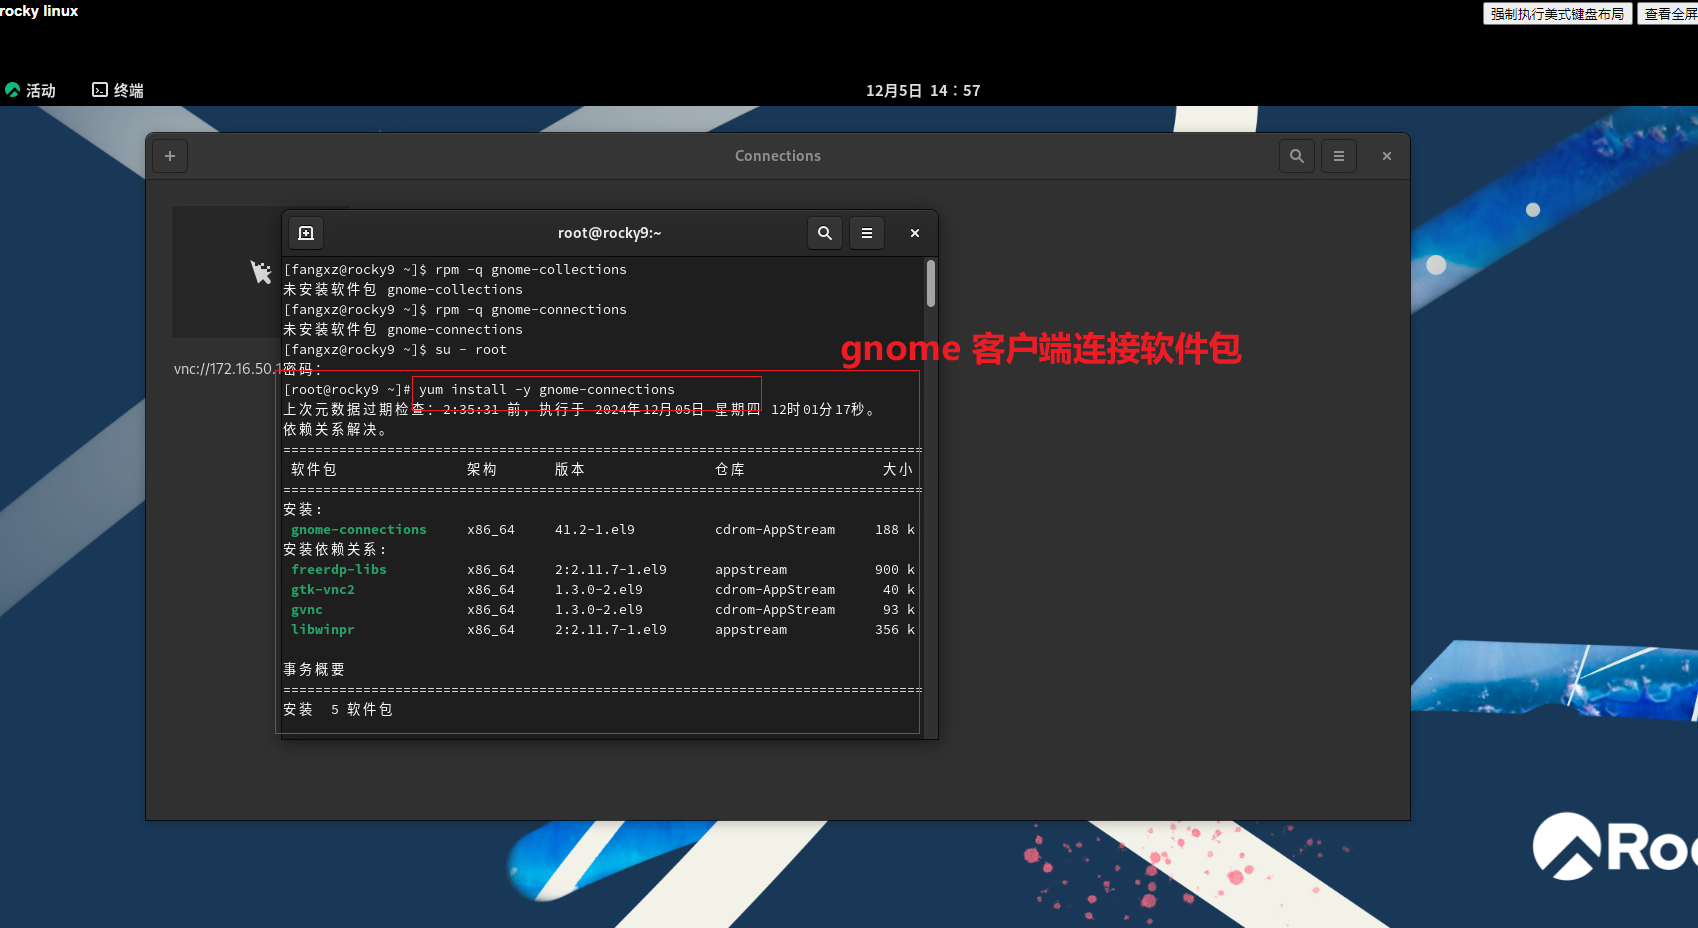 rocky linux
强制执行美式键盘布局 查看全屏
活动 终端 12月5日 14：57
Connections
root@rocky9:~
[fangxz@rocky9 ~]$ rpm -q gnome-collections
未安装软件包 gnome-collections
[fangxz@rocky9 ~]$ rpm -q gnome-connections
未安装软件包 gnome-connections
[fangxz@rocky9 ~]$ su - root
密码：
gnome 客户端连接软件包
vnc://172.16.50.1
[root@rocky9 ~]# yum install -y gnome-connections
上次元数据过期检查：2:35:31 前，执行于 2024年12月05日 星期四 12时01分17秒。
依赖关系解决。
================================================================================
软件包 架构 版本 仓库 大小
================================================================================
安装:
gnome-connections x86_64 41.2-1.el9 cdrom-AppStream 188 k
安装依赖关系:
freerdp-libs x86_64 2:2.11.7-1.el9 appstream 900 k
gtk-vnc2 x86_64 1.3.0-2.el9 cdrom-AppStream 40 k
gvnc x86_64 1.3.0-2.el9 cdrom-AppStream 93 k
libwinpr x86_64 2:2.11.7-1.el9 appstream 356 k
事务概要
================================================================================
安装 5 软件包